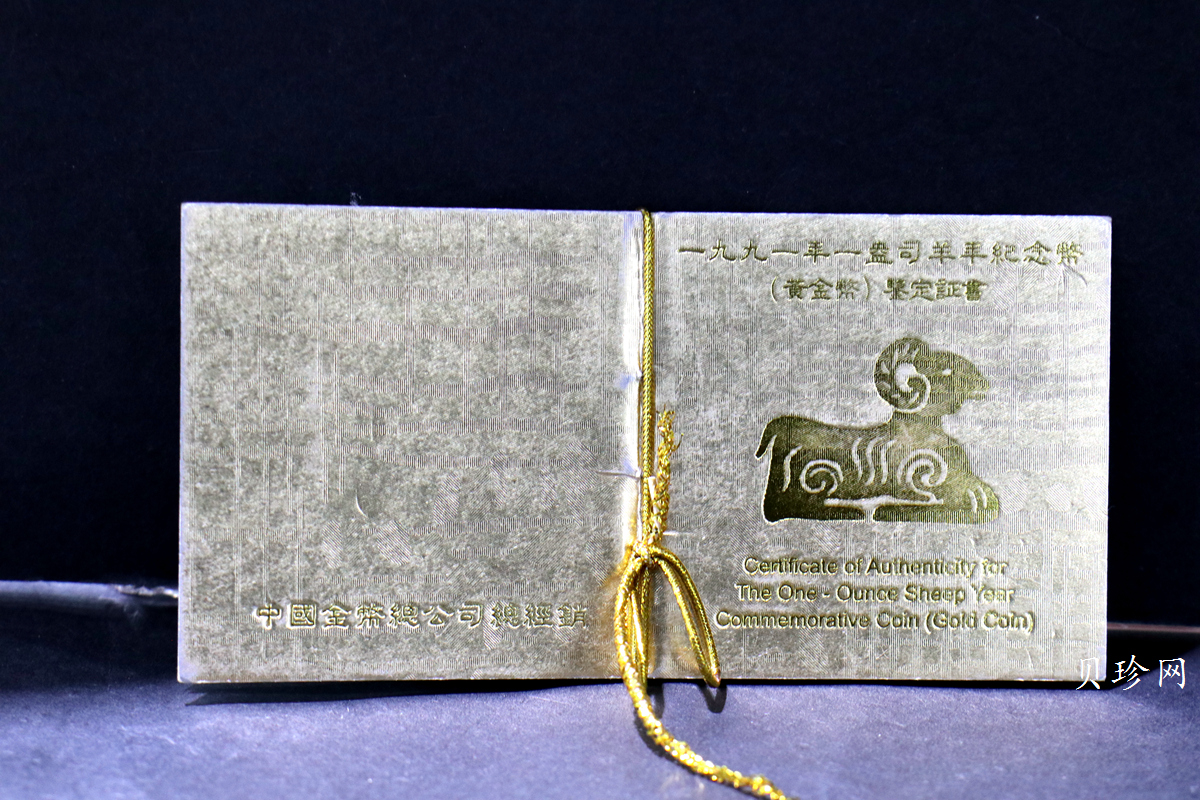 一九九一年一盎司羊年紀念幣
(黃金幣)鑒定証書
Certificate of Authenticity for
The One - Ounce Sheep Year
Commemorative Coin (Gold Coin)
中國金幣總公司總經銷
贝珍网